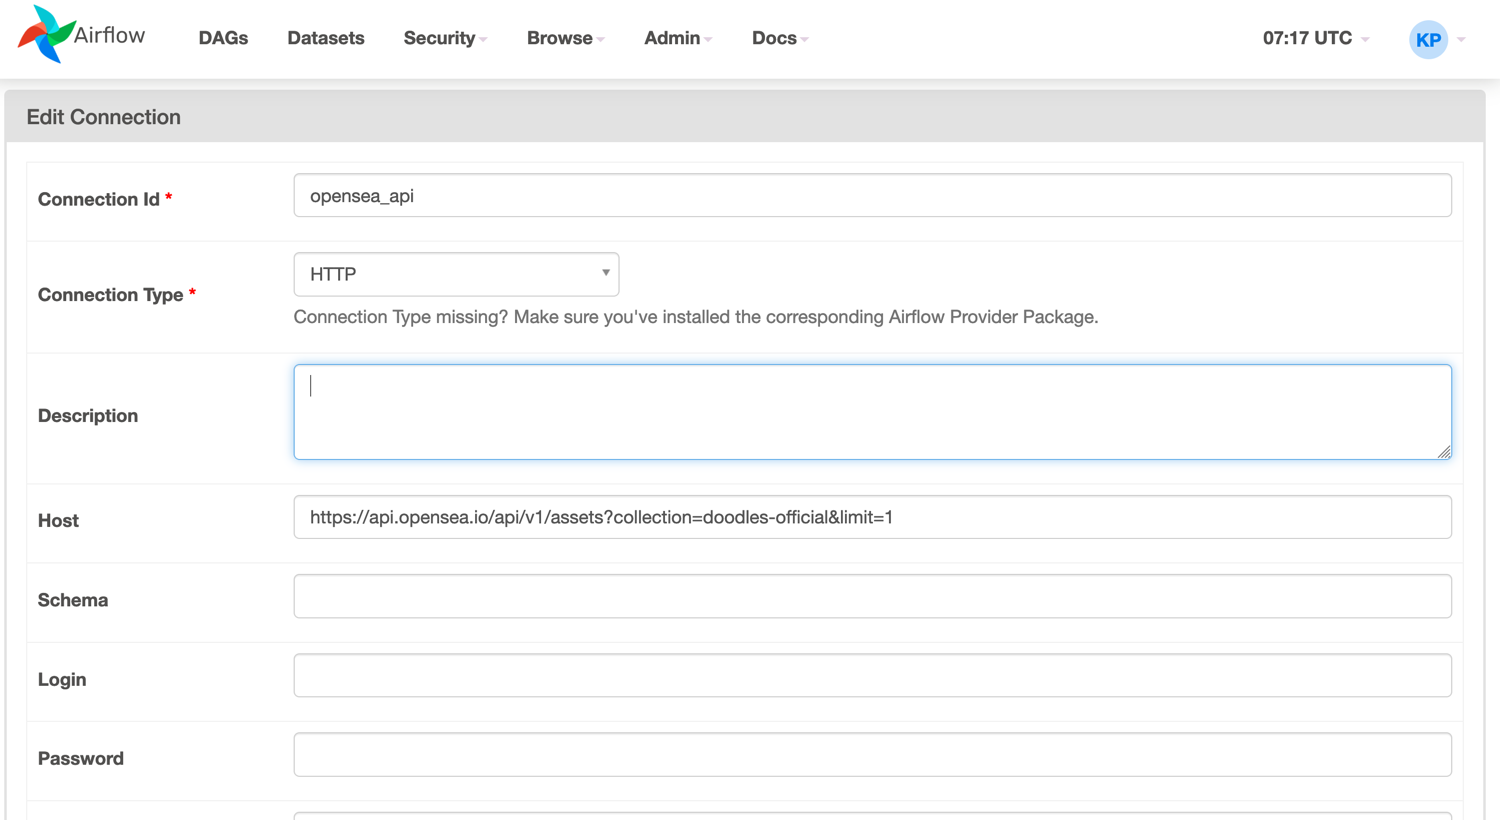 Airflow
DAGs Datasets Security Browse Admin Docs 07:17 UTC KP
Edit Connection
Connection Id * opensea_api
Connection Type * HTTP
Connection Type missing? Make sure you've installed the corresponding Airflow Provider Package.
Description
Host https://api.opensea.io/api/v1/assets?collection=doodles-official&limit=1
Schema
Login
Password